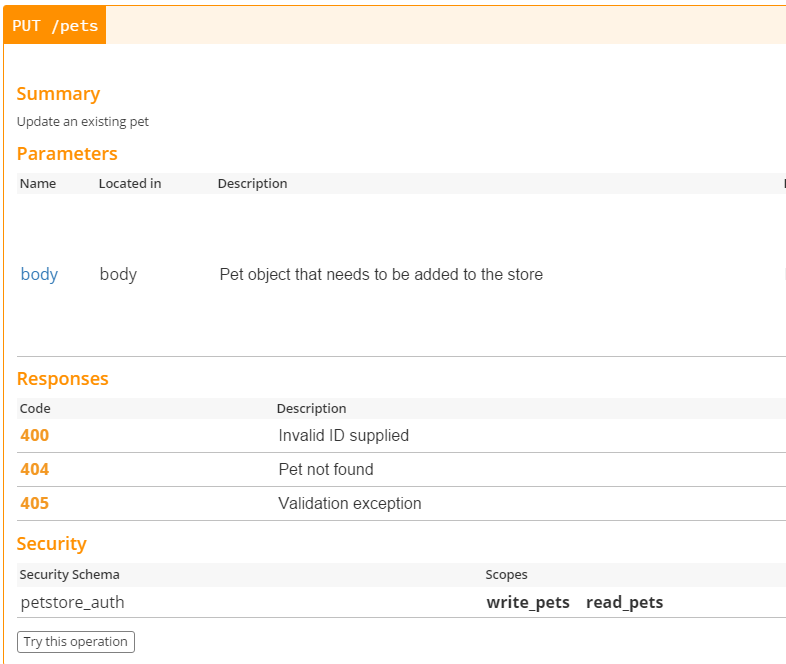 PUT /pets
Summary
Update an existing pet
Parameters
Name Located in Description
body body Pet object that needs to be added to the store
Responses
Code Description
400 Invalid ID supplied
404 Pet not found
405 Validation exception
Security
Security Schema Scopes
petstore_auth write_pets read_pets
Try this operation